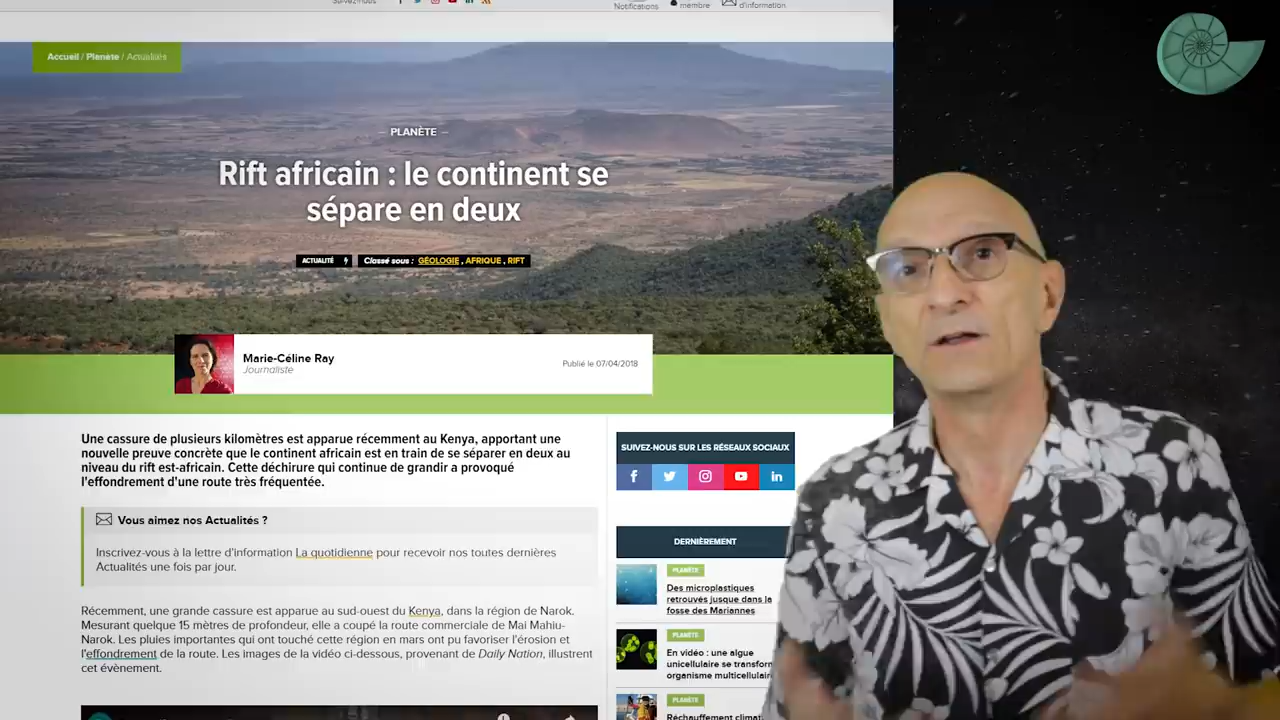 Suivez-nous
Notifications
membre
d'information
Accueil / Planète / Actualités
– PLANÈTE –
Rift africain : le continent se
sépare en deux
ACTUALITÉ
Classé sous : GÉOLOGIE , AFRIQUE , RIFT
Marie-Céline Ray
Journaliste
Publié le 07/04/2018
Une cassure de plusieurs kilomètres est apparue récemment au Kenya, apportant une
nouvelle preuve concrète que le continent africain est en train de se séparer en deux au
niveau du rift est-africain. Cette déchirure qui continue de grandir a provoqué
l'effondrement d'une route très fréquentée.
Vous aimez nos Actualités ?
Inscrivez-vous à la lettre d'information La quotidienne pour recevoir nos toutes dernières
Actualités une fois par jour.
Récemment, une grande cassure est apparue au sud-ouest du Kenya, dans la région de Narok.
Mesurant quelque 15 mètres de profondeur, elle a coupé la route commerciale de Mai Mahiu-
Narok. Les pluies importantes qui ont touché cette région en mars ont pu favoriser l'érosion et
l'effondrement de la route. Les images de la vidéo ci-dessous, provenant de Daily Nation, illustrent
cet évènement.
SUIVEZ-NOUS SUR LES RÉSEAUX SOCIAUX
DERNIÈREMENT
PLANÈTE
Des microplastiques
retrouvés jusque dans la
fosse des Mariannes
PLANÈTE
En vidéo : une algue
unicellulaire se transform
organisme multicellulair
PLANÈTE
Réchauffement climat